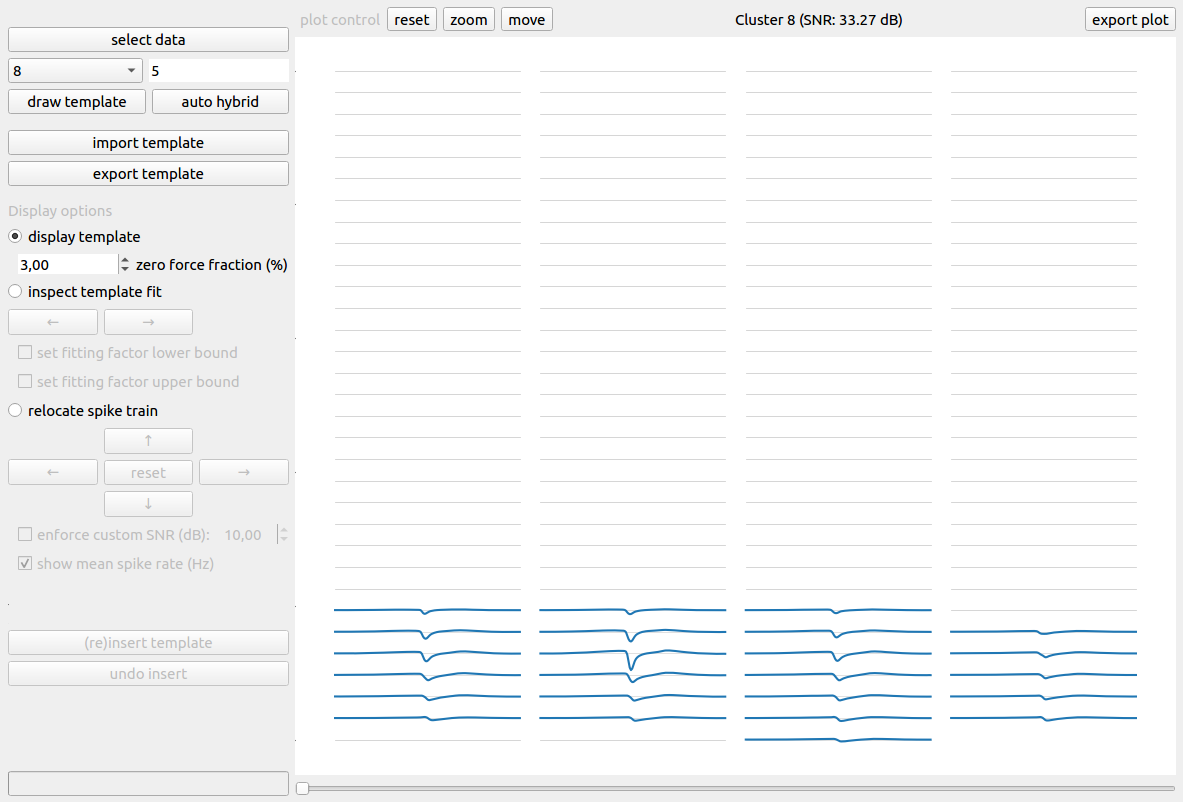 plot control reset zoom move Cluster 8 (SNR: 33.27 dB) export plot
select data
8 5
draw template auto hybrid
import template
export template
Display options
display template
3,00 zero force fraction (%)
inspect template fit
← →
set fitting factor lower bound
set fitting factor upper bound
relocate spike train
↑
← reset →
↓
enforce custom SNR (dB): 10,00
show mean spike rate (Hz)
(re)insert template
undo insert